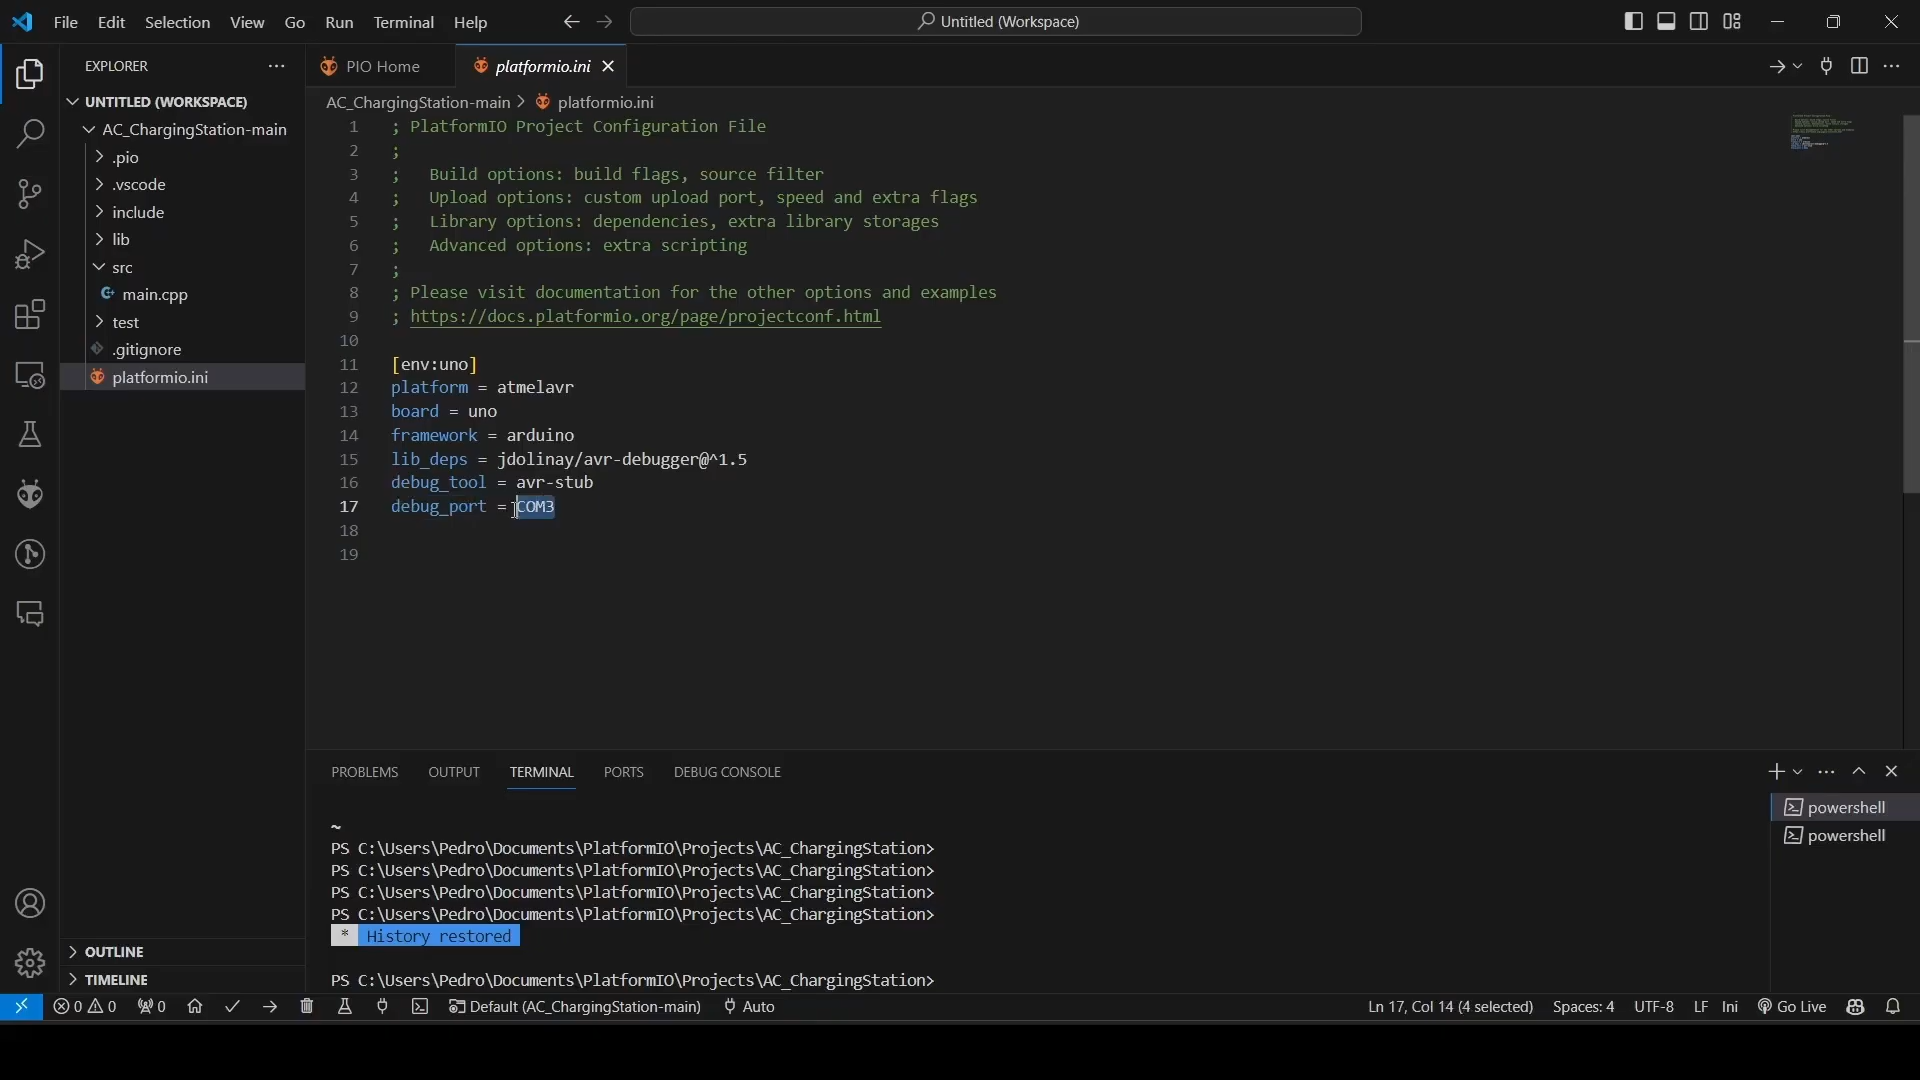 File Edit Selection View Go Run Terminal Help
Untitled (Workspace)
EXPLORER
UNTITLED (WORKSPACE)
AC_ChargingStation-main
.pio
.vscode
include
lib
src
main.cpp
test
.gitignore
platformio.ini
OUTLINE
TIMELINE
PIO Home
platformio.ini
AC_ChargingStation-main > platformio.ini
1 ; PlatformIO Project Configuration File
2 ;
3 ; Build options: build flags, source filter
4 ; Upload options: custom upload port, speed and extra flags
5 ; Library options: dependencies, extra library storages
6 ; Advanced options: extra scripting
7 ;
8 ; Please visit documentation for the other options and examples
9 ; https://docs.platformio.org/page/projectconf.html
10
11 [env:uno]
12 platform = atmelavr
13 board = uno
14 framework = arduino
15 lib_deps = jdolinay/avr-debugger@^1.5
16 debug_tool = avr-stub
17 debug_port = COM3
18
19
PROBLEMS OUTPUT TERMINAL PORTS DEBUG CONSOLE
~
PS C:\Users\Pedro\Documents\PlatformIO\Projects\AC_ChargingStation>
PS C:\Users\Pedro\Documents\PlatformIO\Projects\AC_ChargingStation>
PS C:\Users\Pedro\Documents\PlatformIO\Projects\AC_ChargingStation>
PS C:\Users\Pedro\Documents\PlatformIO\Projects\AC_ChargingStation>
* History restored
PS C:\Users\Pedro\Documents\PlatformIO\Projects\AC_ChargingStation>
powershell
powershell
0 0 0 Default (AC_ChargingStation-main) Auto Ln 17, Col 14 (4 selected) Spaces: 4 UTF-8 LF Ini Go Live